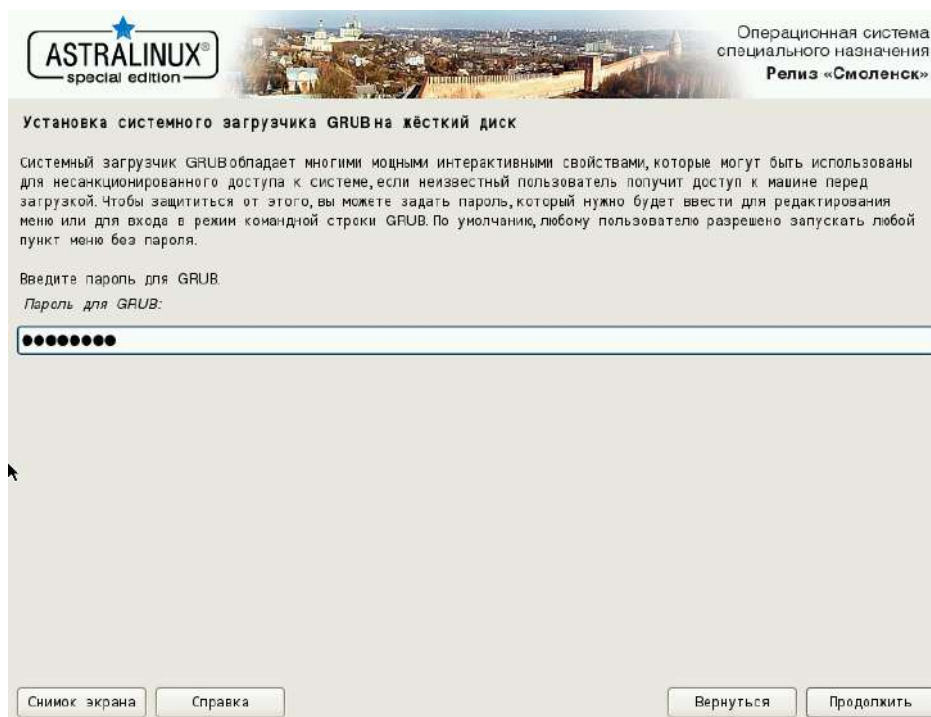 ASTRALINUX®
special edition
Операционная система
специального назначения
Релиз «Смоленск»
Установка системного загрузчика GRUB на жёсткий диск
Системный загрузчик GRUB обладает многими мощными интерактивными свойствами, которые могут быть использованы
для несанкционированного доступа к системе, если неизвестный пользователь получит доступ к машине перед
загрузкой. Чтобы защититься от этого, вы можете задать пароль, который нужно будет ввести для редактирования
меню или для входа в режим командной строки GRUB. По умолчанию, любому пользователю разрешено запускать любой
пункт меню без пароля.
Введите пароль для GRUB.
Пароль для GRUB:
Снимок экрана
Справка
Вернуться
Продолжить